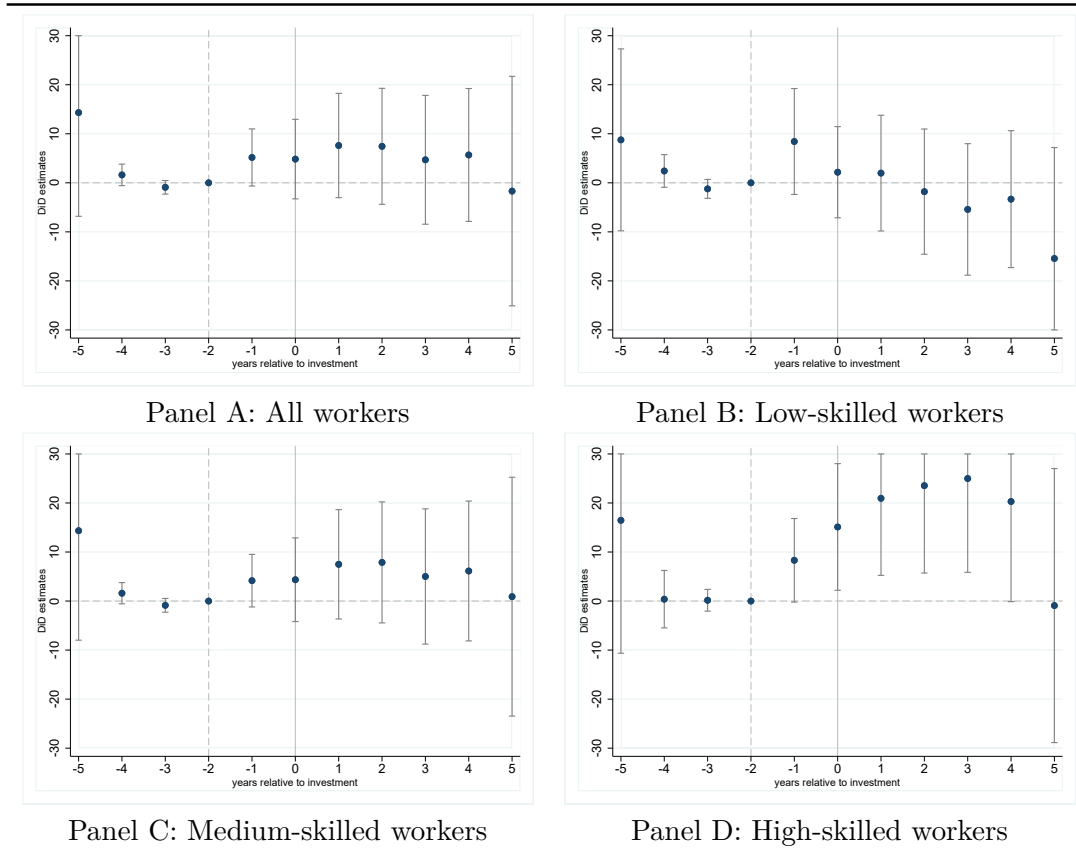 30
20
10
0
-10
-20
-30
DiD estimates
-5 -4 -3 -2 -1 0 1 2 3 4 5
years relative to investment
Panel A: All workers
30
20
10
0
-10
-20
-30
DiD estimates
-5 -4 -3 -2 -1 0 1 2 3 4 5
years relative to investment
Panel B: Low-skilled workers
30
20
10
0
-10
-20
-30
DiD estimates
-5 -4 -3 -2 -1 0 1 2 3 4 5
years relative to investment
Panel C: Medium-skilled workers
30
20
10
0
-10
-20
-30
DiD estimates
-5 -4 -3 -2 -1 0 1 2 3 4 5
years relative to investment
Panel D: High-skilled workers